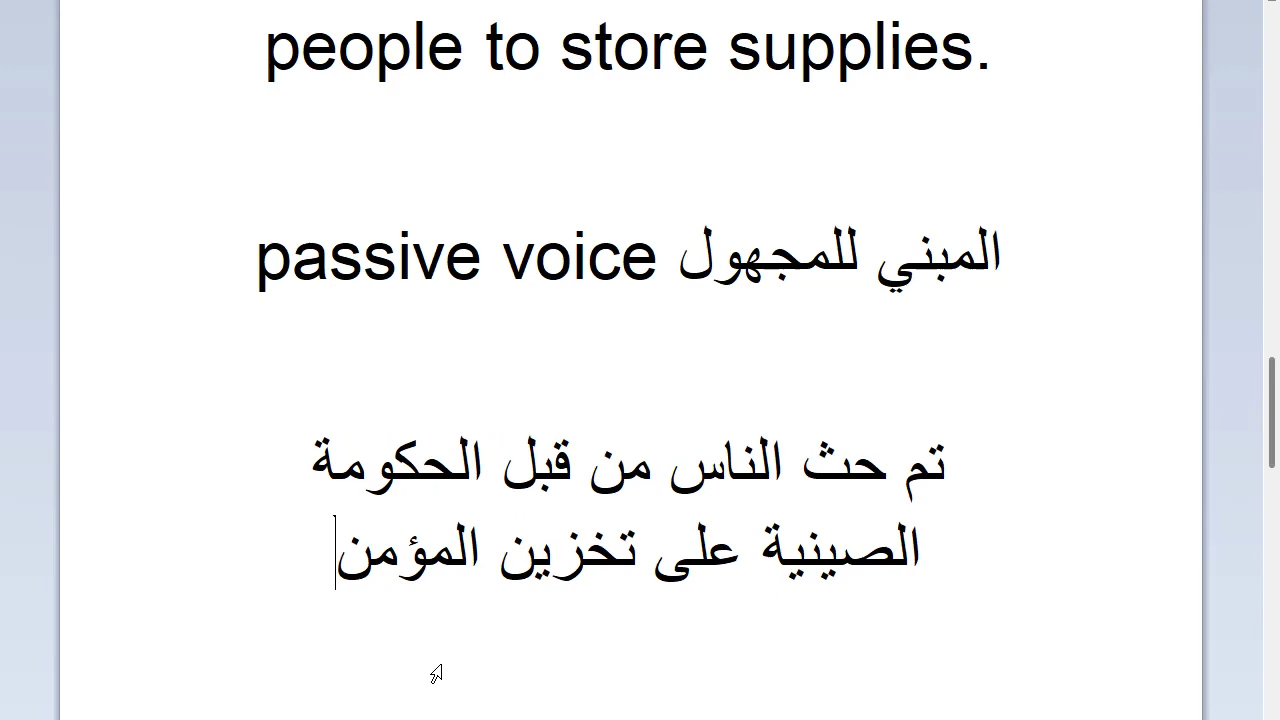 people to store supplies.
passive voice المبني للمجهول
تم حث الناس من قبل الحكومة
الصينية على تخزين المؤمن